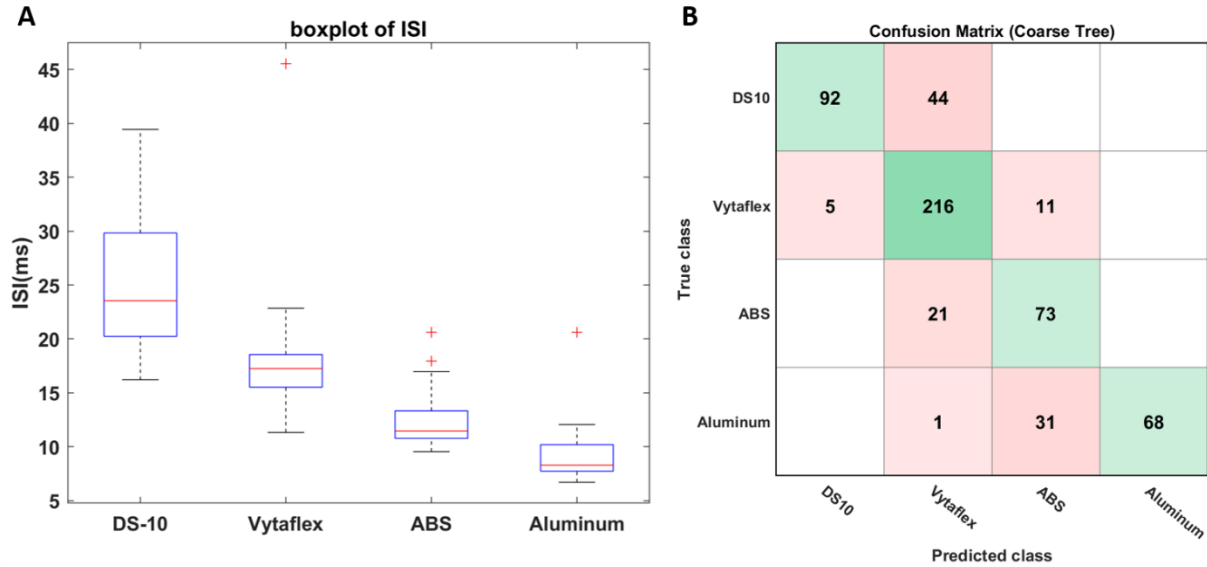 A
boxplot of ISI
ISI(ms)
45
40
35
30
25
20
15
10
5
DS-10 Vytaflex ABS Aluminum
B
Confusion Matrix (Coarse Tree)
True class
DS10 92 44
Vytaflex 5 216 11
ABS 21 73
Aluminum 1 31 68
DS10 Vytaflex ABS Aluminum
Predicted class